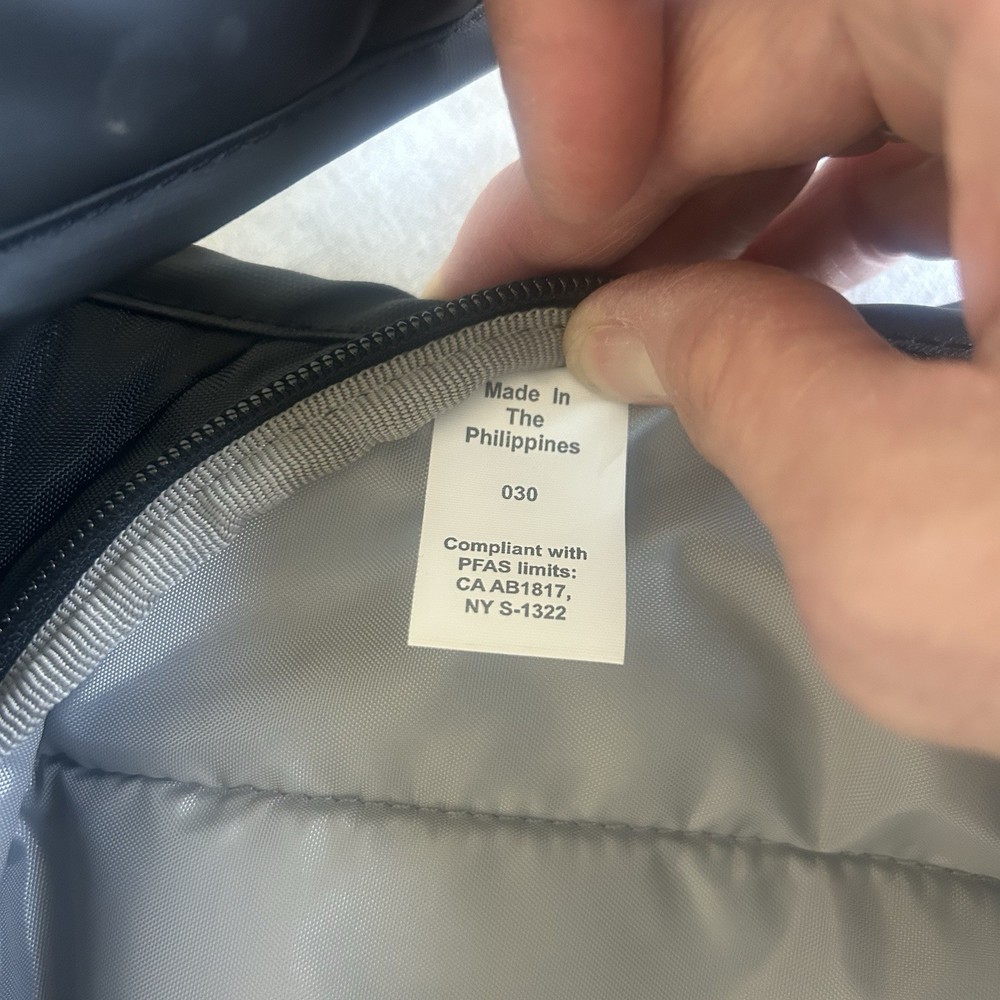 Made In
The
Philippines
030
Compliant with
PFAS limits:
CA AB1817,
NY S-1322